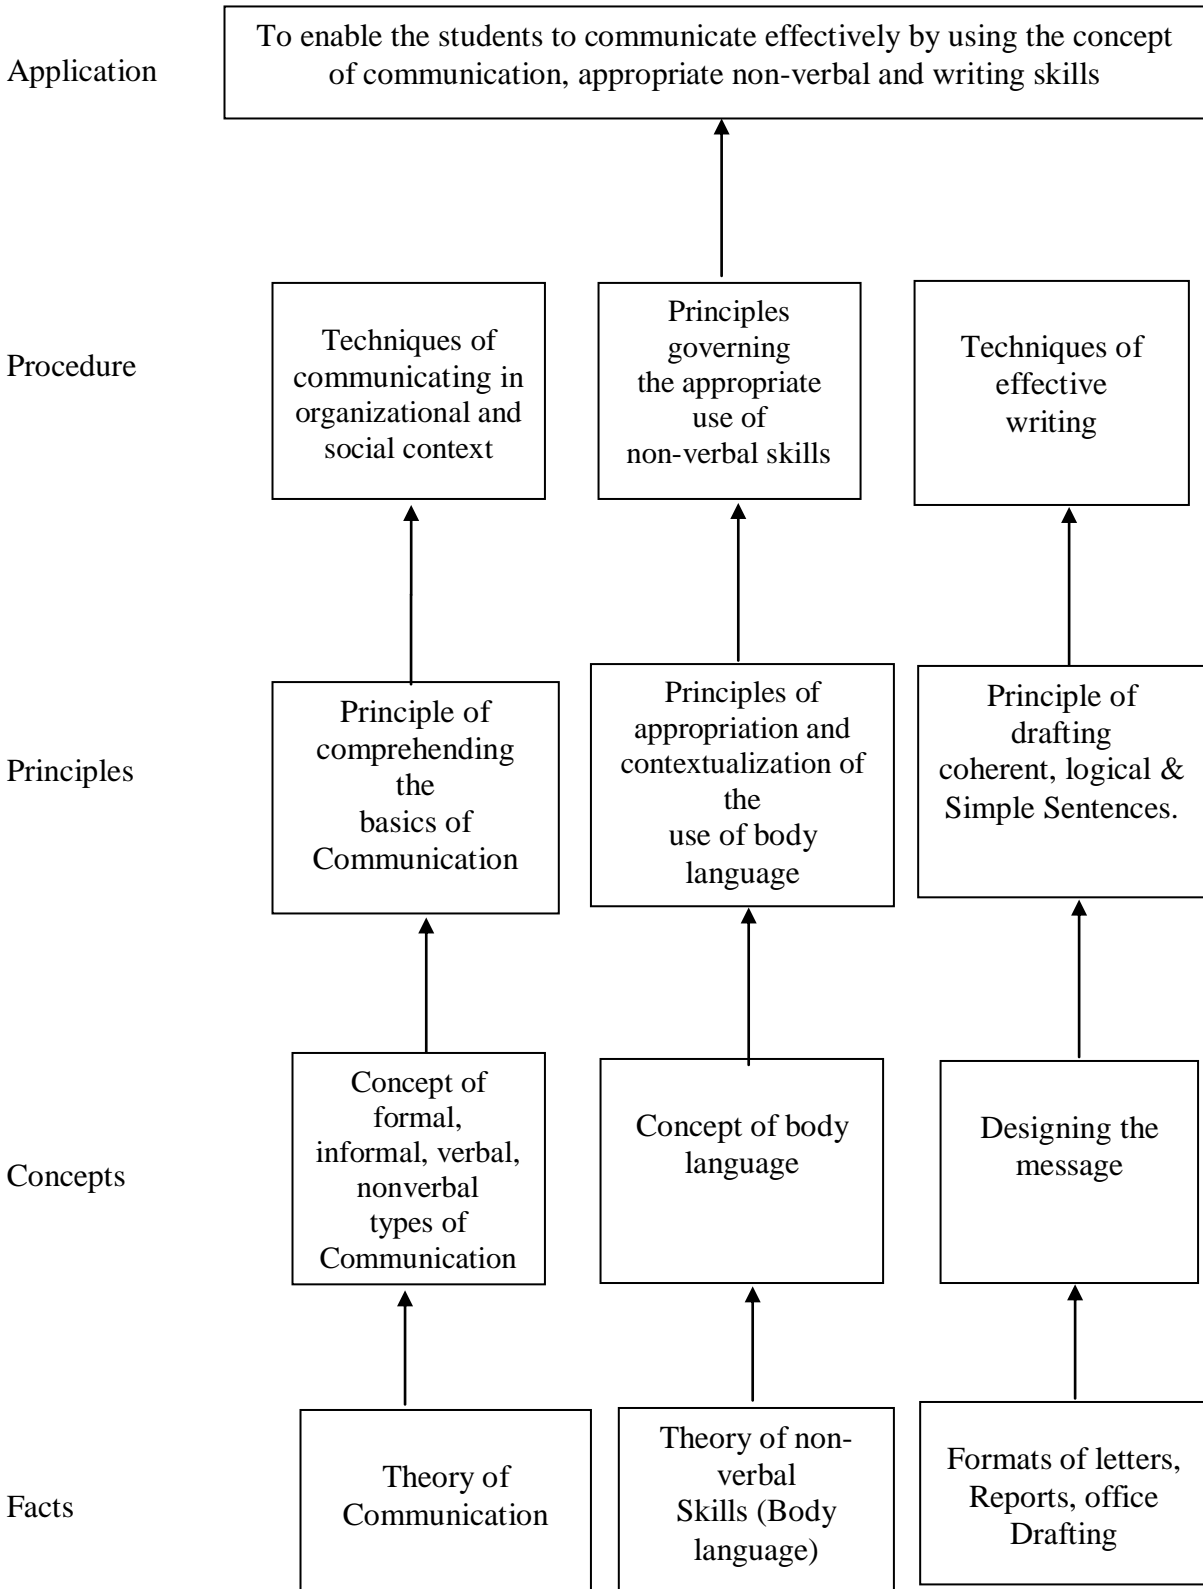 To enable the students to communicate effectively by using the concept
of communication, appropriate non-verbal and writing skills
Application
Techniques of
communicating in
organizational and
social context
Principles
governing
the appropriate
use of
non-verbal skills
Techniques of
effective
writing
Procedure
Principle of
comprehending
the
basics of
Communication
Principles of
appropriation and
contextualization of
the
use of body
language
Principle of
drafting
coherent, logical &
Simple Sentences.
Principles
Concept of
formal,
informal, verbal,
nonverbal
types of
Communication
Concept of body
language
Designing the
message
Concepts
Theory of
Communication
Theory of non-
verbal
Skills (Body
language)
Formats of letters,
Reports, office
Drafting
Facts